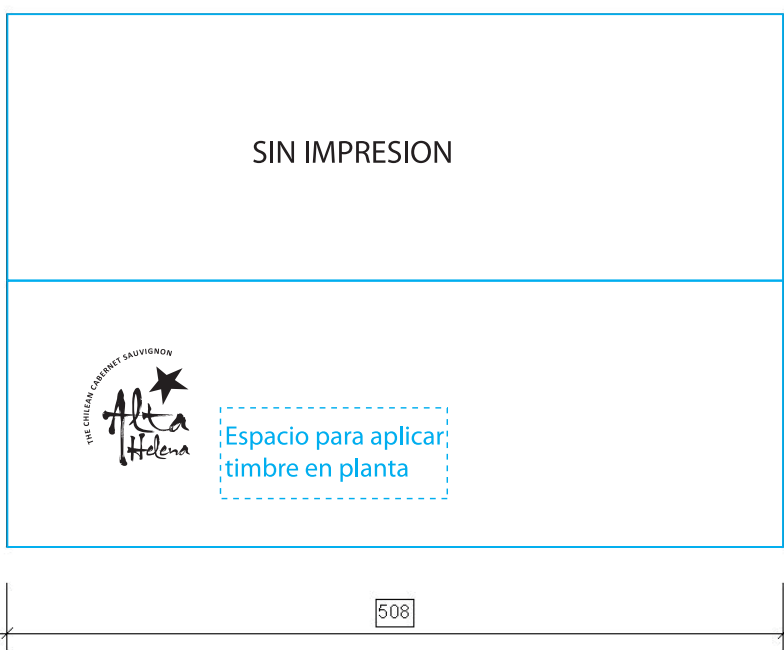 SIN IMPRESION
THE CHILEAN CABERNET SAUVIGNON
Alta
Helena
Espacio para aplicar
timbre en planta
508